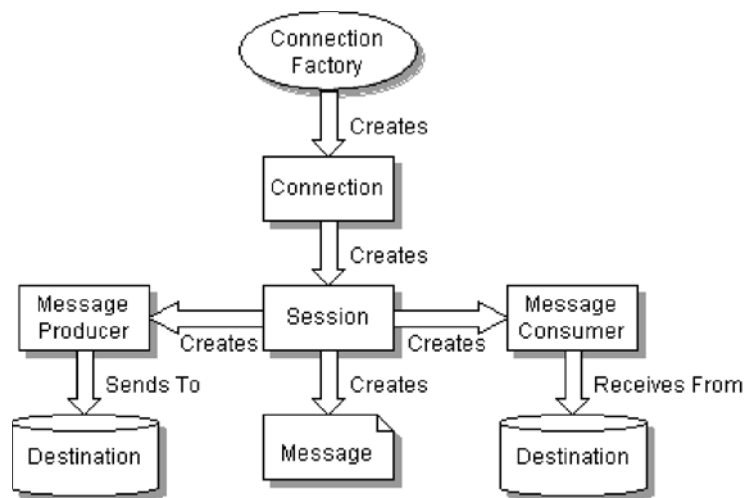 Connection
Factory
Creates
Connection
Creates
Message
Producer
Creates
Session
Creates
Message
Consumer
Sends To
Creates
Receives From
Destination
Message
Destination